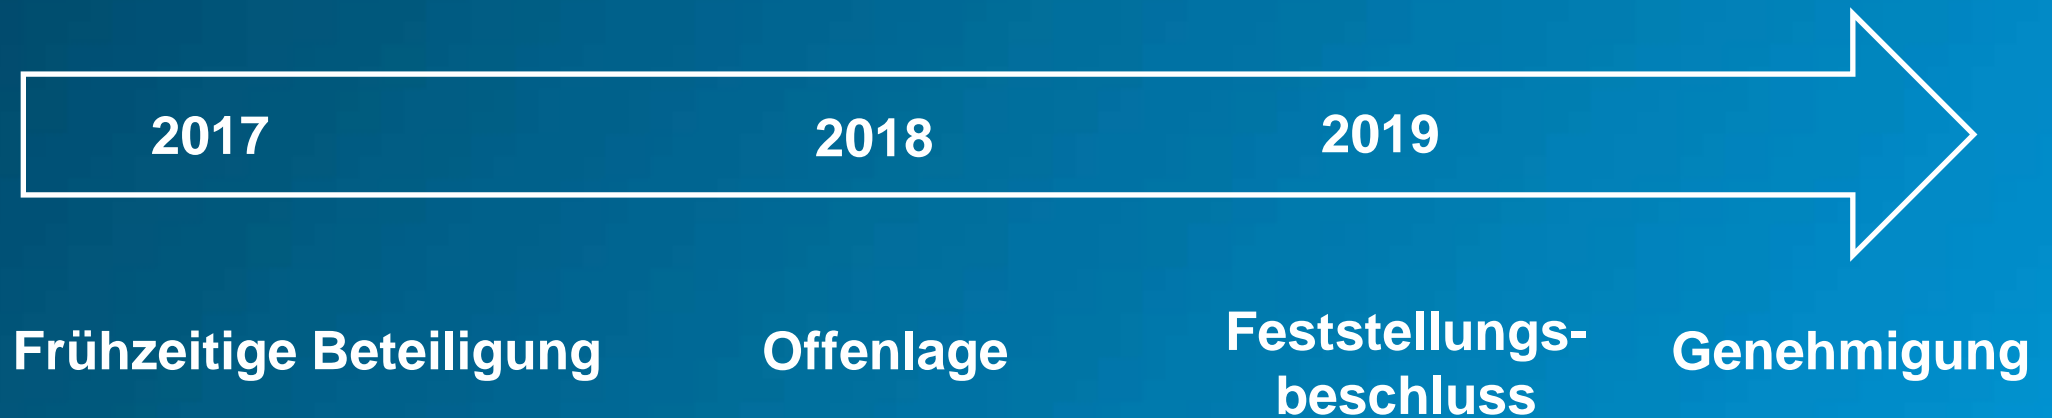 2017
2018
2019
Frühzeitige Beteiligung
Offenlage
Feststellungs-
beschluss
Genehmigung